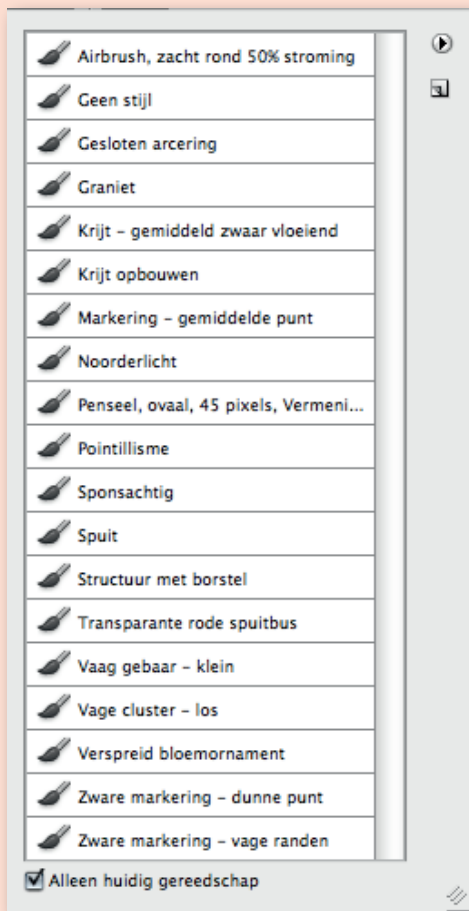 Airbrush, zacht rond 50% stroming
Geen stijl
Gesloten arcering
Graniet
Krijt – gemiddeld zwaar vloeiend
Krijt opbouwen
Markering – gemiddelde punt
Noorderlicht
Penseel, ovaal, 45 pixels, Vermeni...
Pointillisme
Sponsachtig
Spuit
Structuur met borstel
Transparante rode spuitbus
Vaag gebaar – klein
Vage cluster – los
Verspreid bloemornament
Zware markering – dunne punt
Zware markering – vage randen
Alleen huidig gereedschap